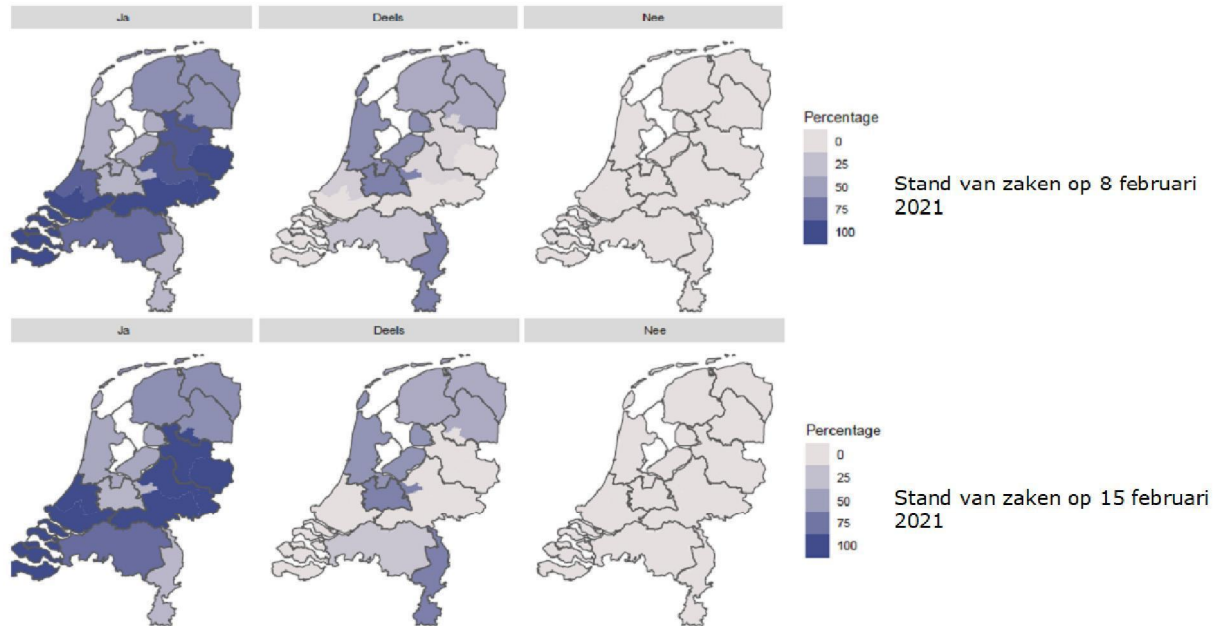 Ja
Deels
Nee
Percentage
0
25
50
75
100
Stand van zaken op 8 februari
2021
Ja
Deels
Nee
Percentage
0
25
50
75
100
Stand van zaken op 15 februari
2021